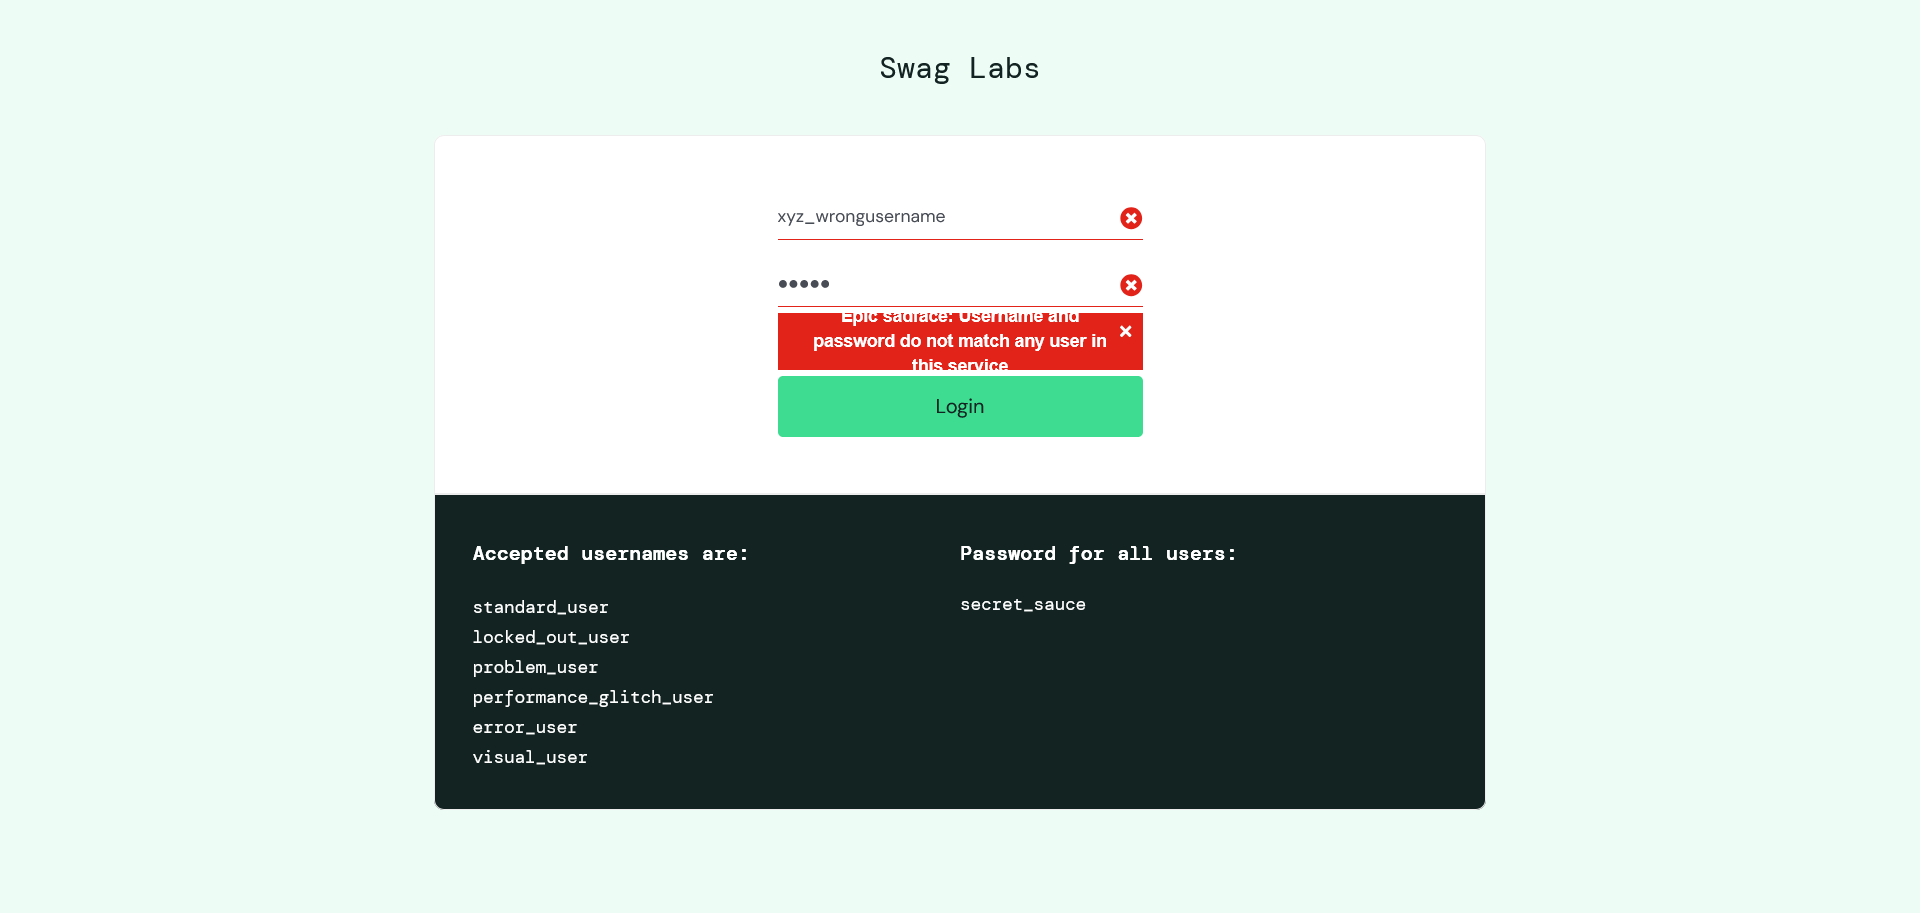 Swag Labs
xyz_wrongusername
•••••
Epic sadface: Username and
password do not match any user in
this service
Login
Accepted usernames are:
standard_user
locked_out_user
problem_user
performance_glitch_user
error_user
visual_user
Password for all users:
secret_sauce